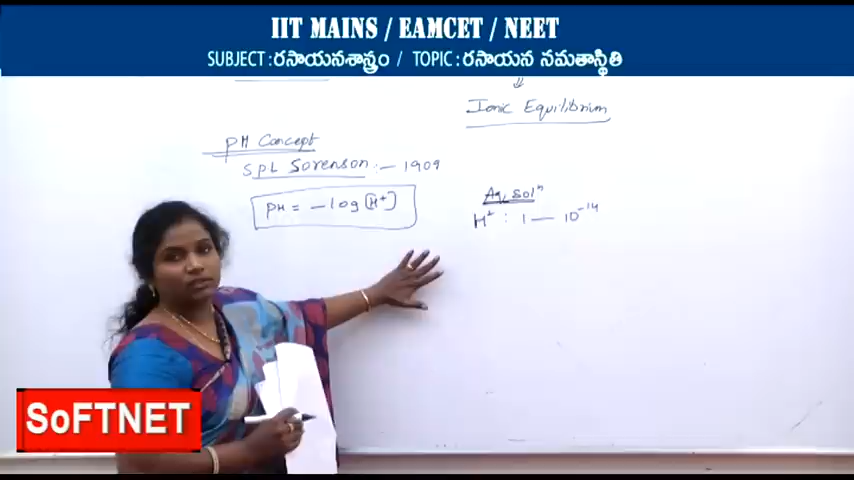 IIT MAINS / EAMCET / NEET
SUBJECT : రసాయనశాస్త్రం / TOPIC : రసాయన సమతాస్థితి
Ionic Equilibrium
PH Concept
SPL Sorenson :— 1909
PH = – log [H⁺]
Aq. solⁿ
H⁺ : 1 — 10⁻¹⁴
SoFTNET